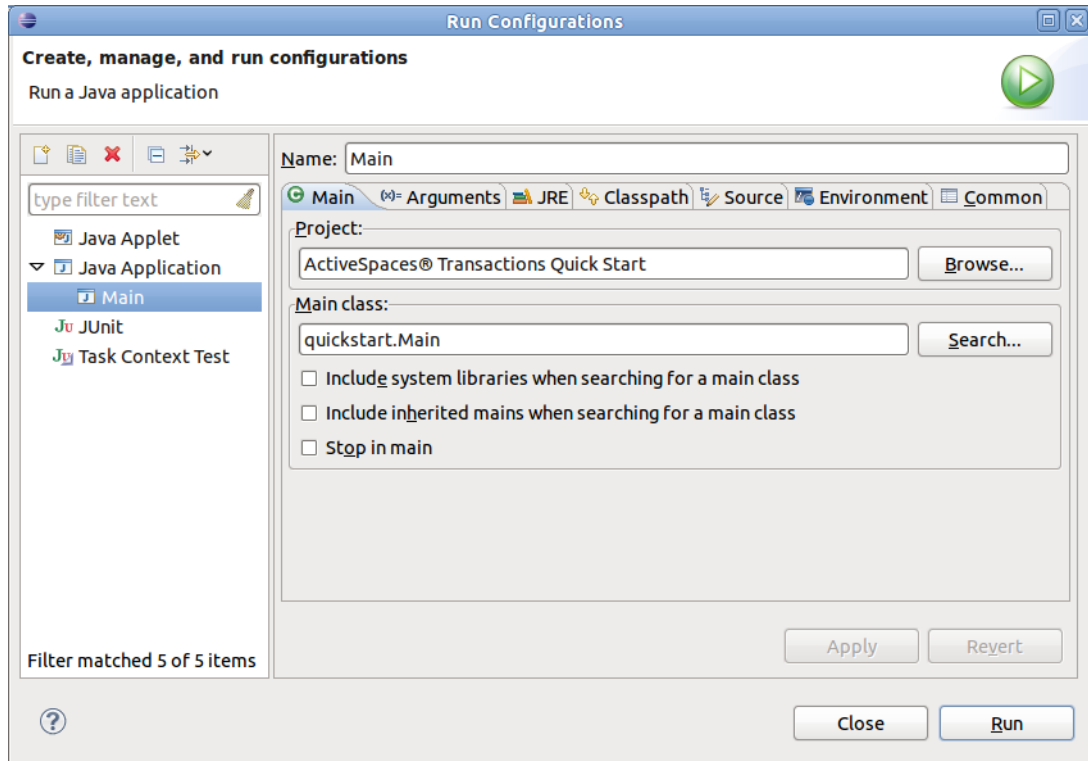 Run Configurations
Create, manage, and run configurations
Run a Java application
type filter text
Java Applet
Java Application
Main
JUnit
Task Context Test
Filter matched 5 of 5 items
Name: Main
Main (x)= Arguments JRE Classpath Source Environment Common
Project:
ActiveSpaces® Transactions Quick Start Browse...
Main class:
quickstart.Main Search...
Include system libraries when searching for a main class
Include inherited mains when searching for a main class
Stop in main
Apply Revert
Close Run